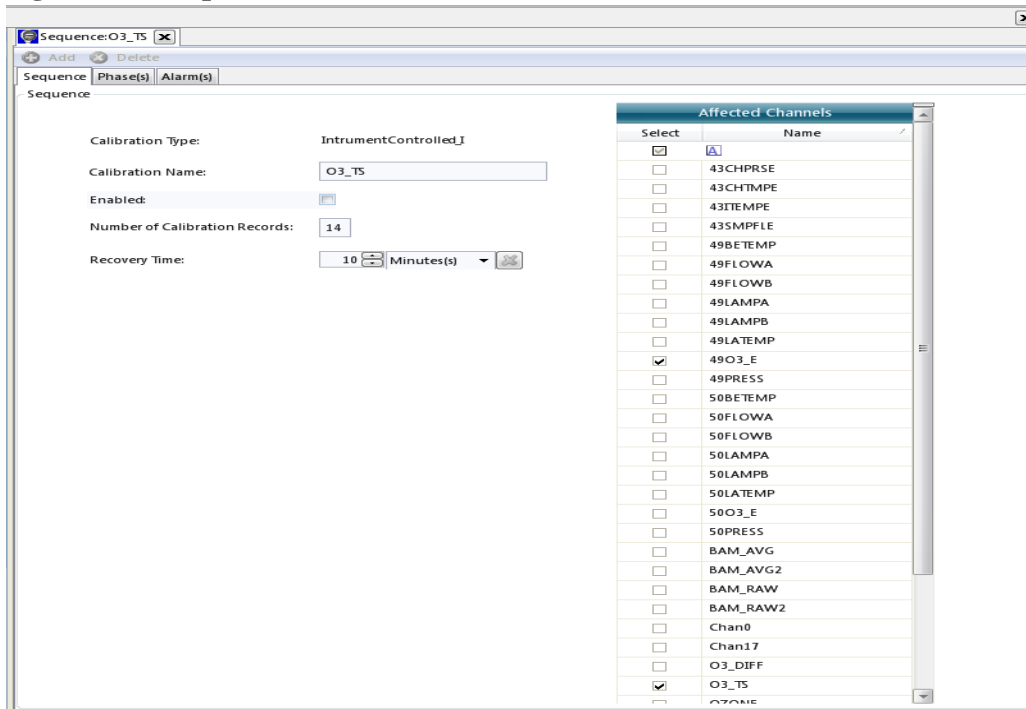 Sequence:O3_TS
Add Delete
Sequence Phase(s) Alarm(s)
Sequence
Calibration Type: IntrumentControlled_I
Calibration Name: O3_TS
Enabled:
Number of Calibration Records: 14
Recovery Time: 10 Minutes(s)
Affected Channels
Select Name
A
43CHPRSE
43CHTMPE
43ITEMPE
43SMPFLE
49BETEMP
49FLOWA
49FLOWB
49LAMPA
49LAMPB
49LATEMP
49O3_E
49PRESS
50BETEMP
50FLOWA
50FLOWB
50LAMPA
50LAMPB
50LATEMP
50O3_E
50PRESS
BAM_AVG
BAM_AVG2
BAM_RAW
BAM_RAW2
Chan0
Chan17
O3_DIFF
O3_TS